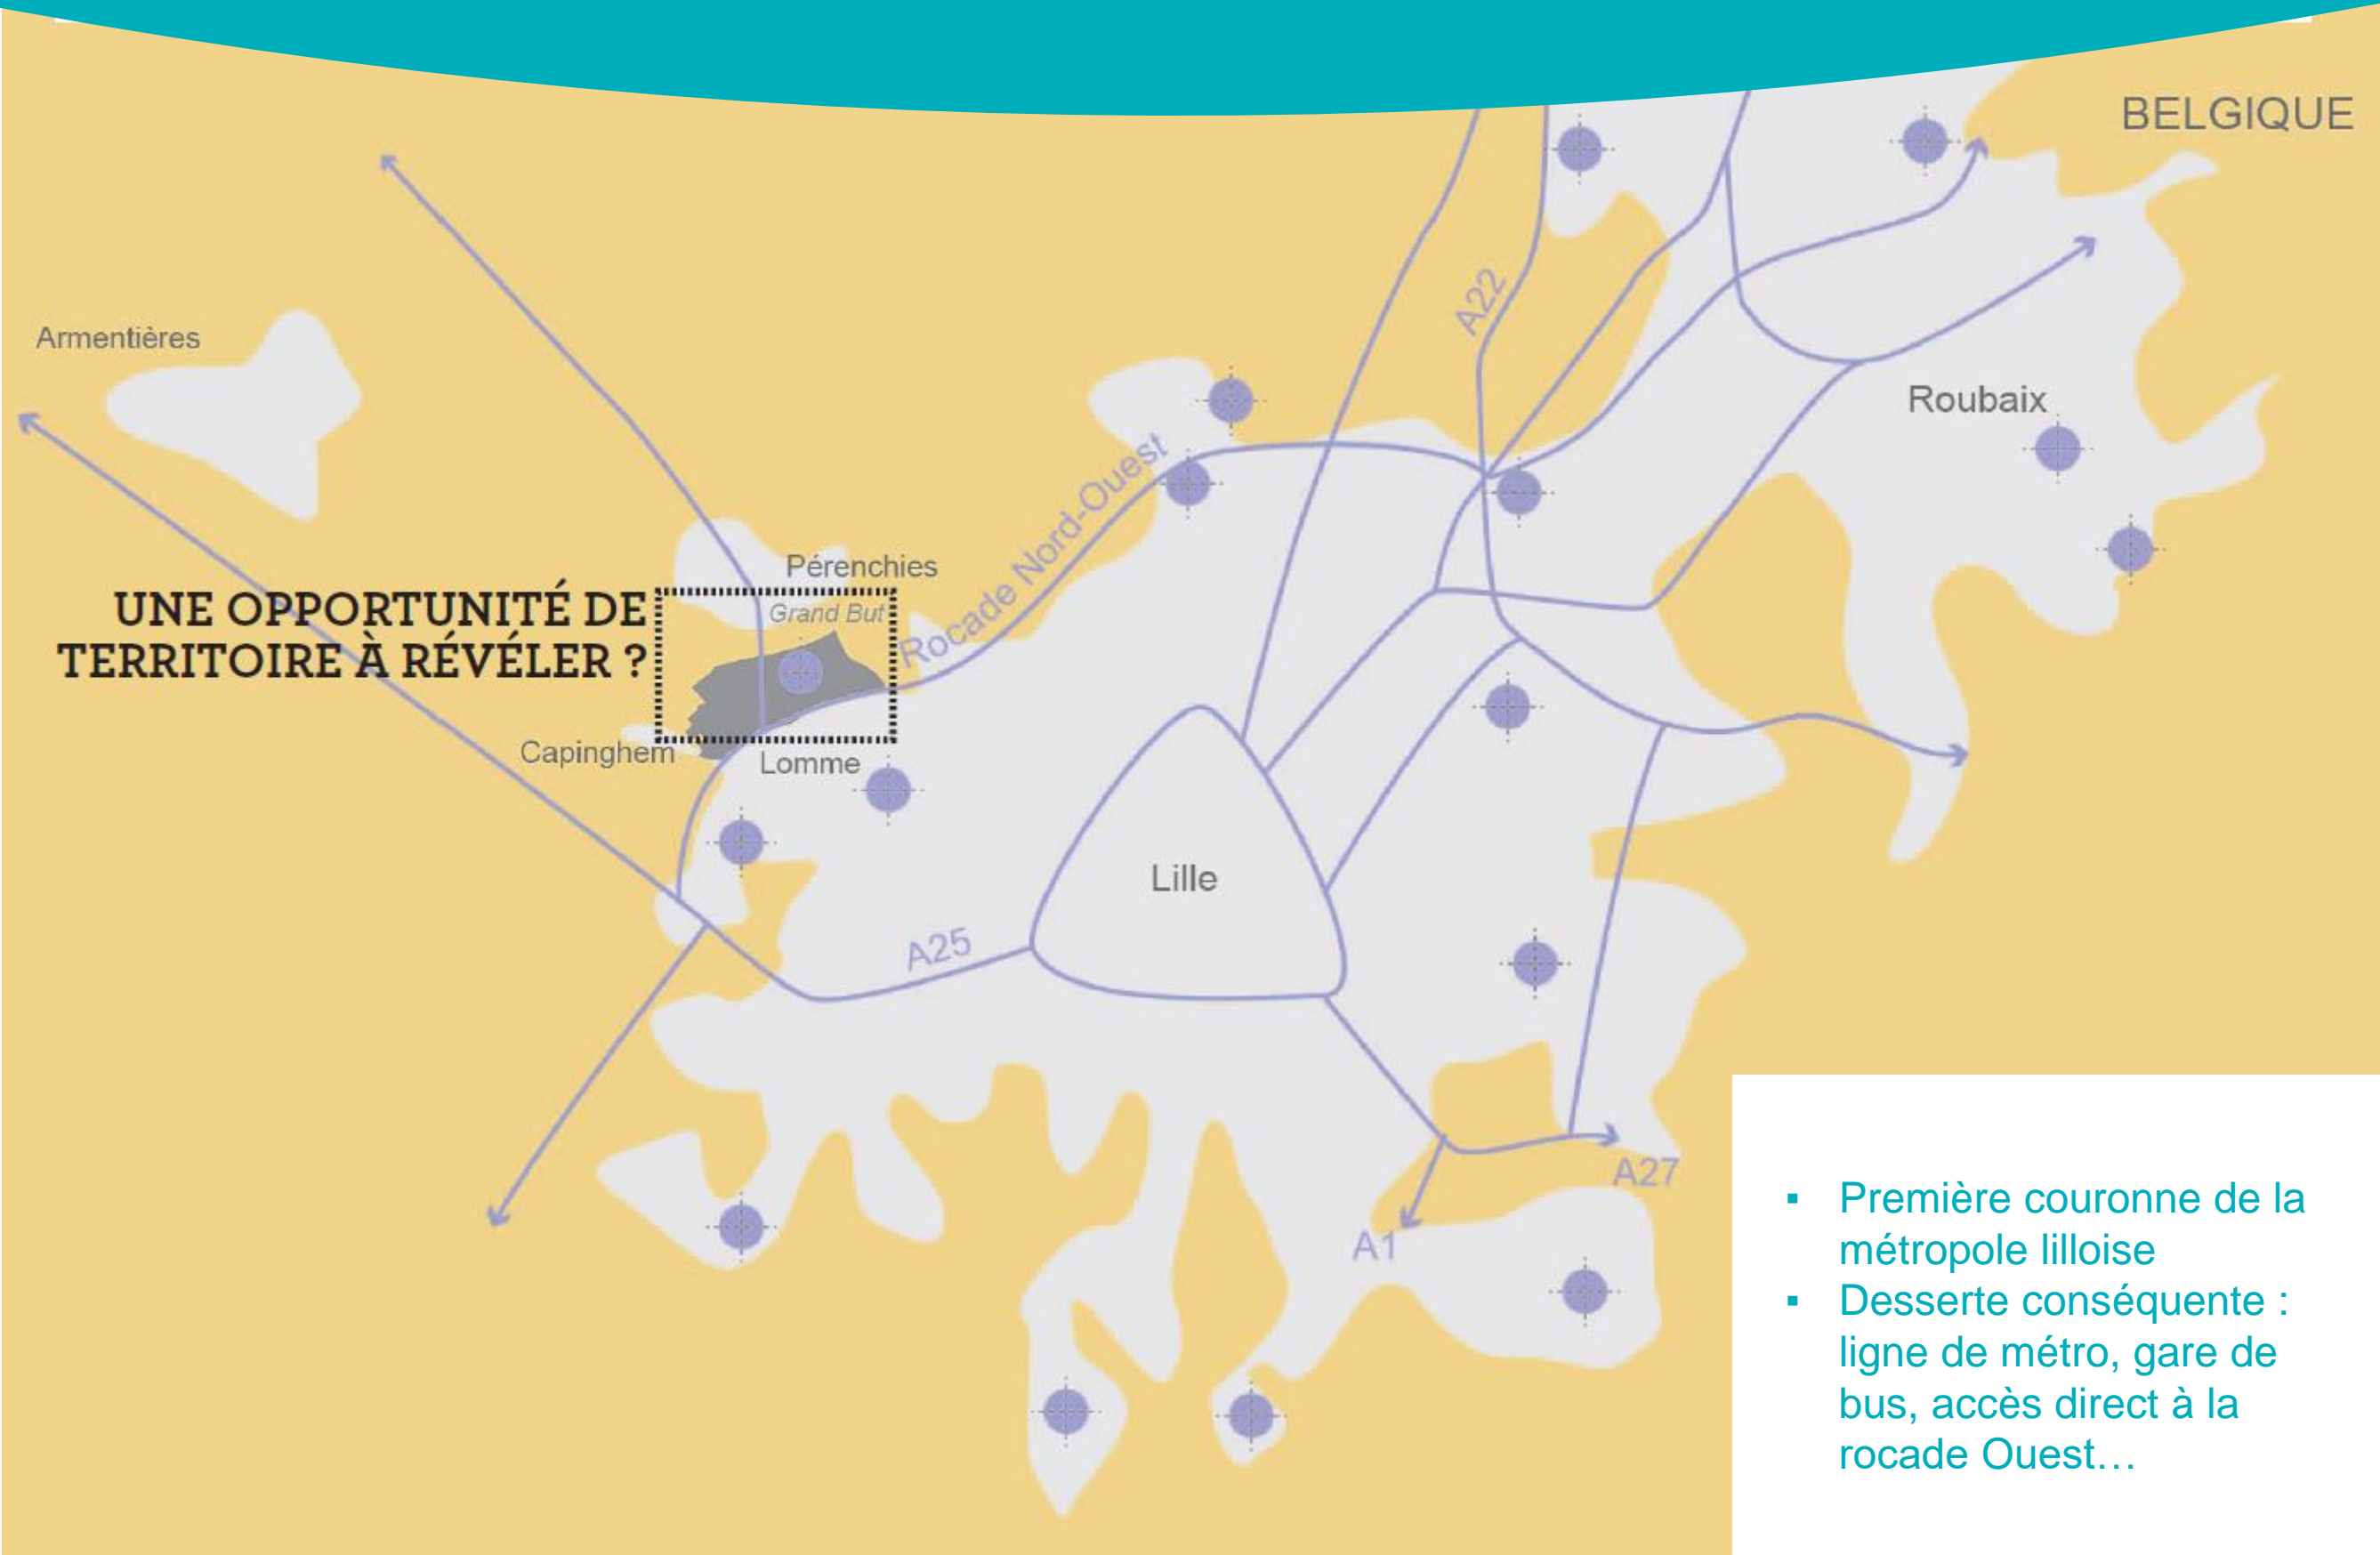 BELGIQUE
A22
Armentières
Roubaix
Rocade Nord-Ouest
Pérenchies
UNE OPPORTUNITÉ DE
TERRITOIRE À RÉVÉLER ?
Grand But
Capinghem
Lomme
Lille
A25
A27
A1
▪ Première couronne de la
métropole lilloise
▪ Desserte conséquente :
ligne de métro, gare de
bus, accès direct à la
rocade Ouest…